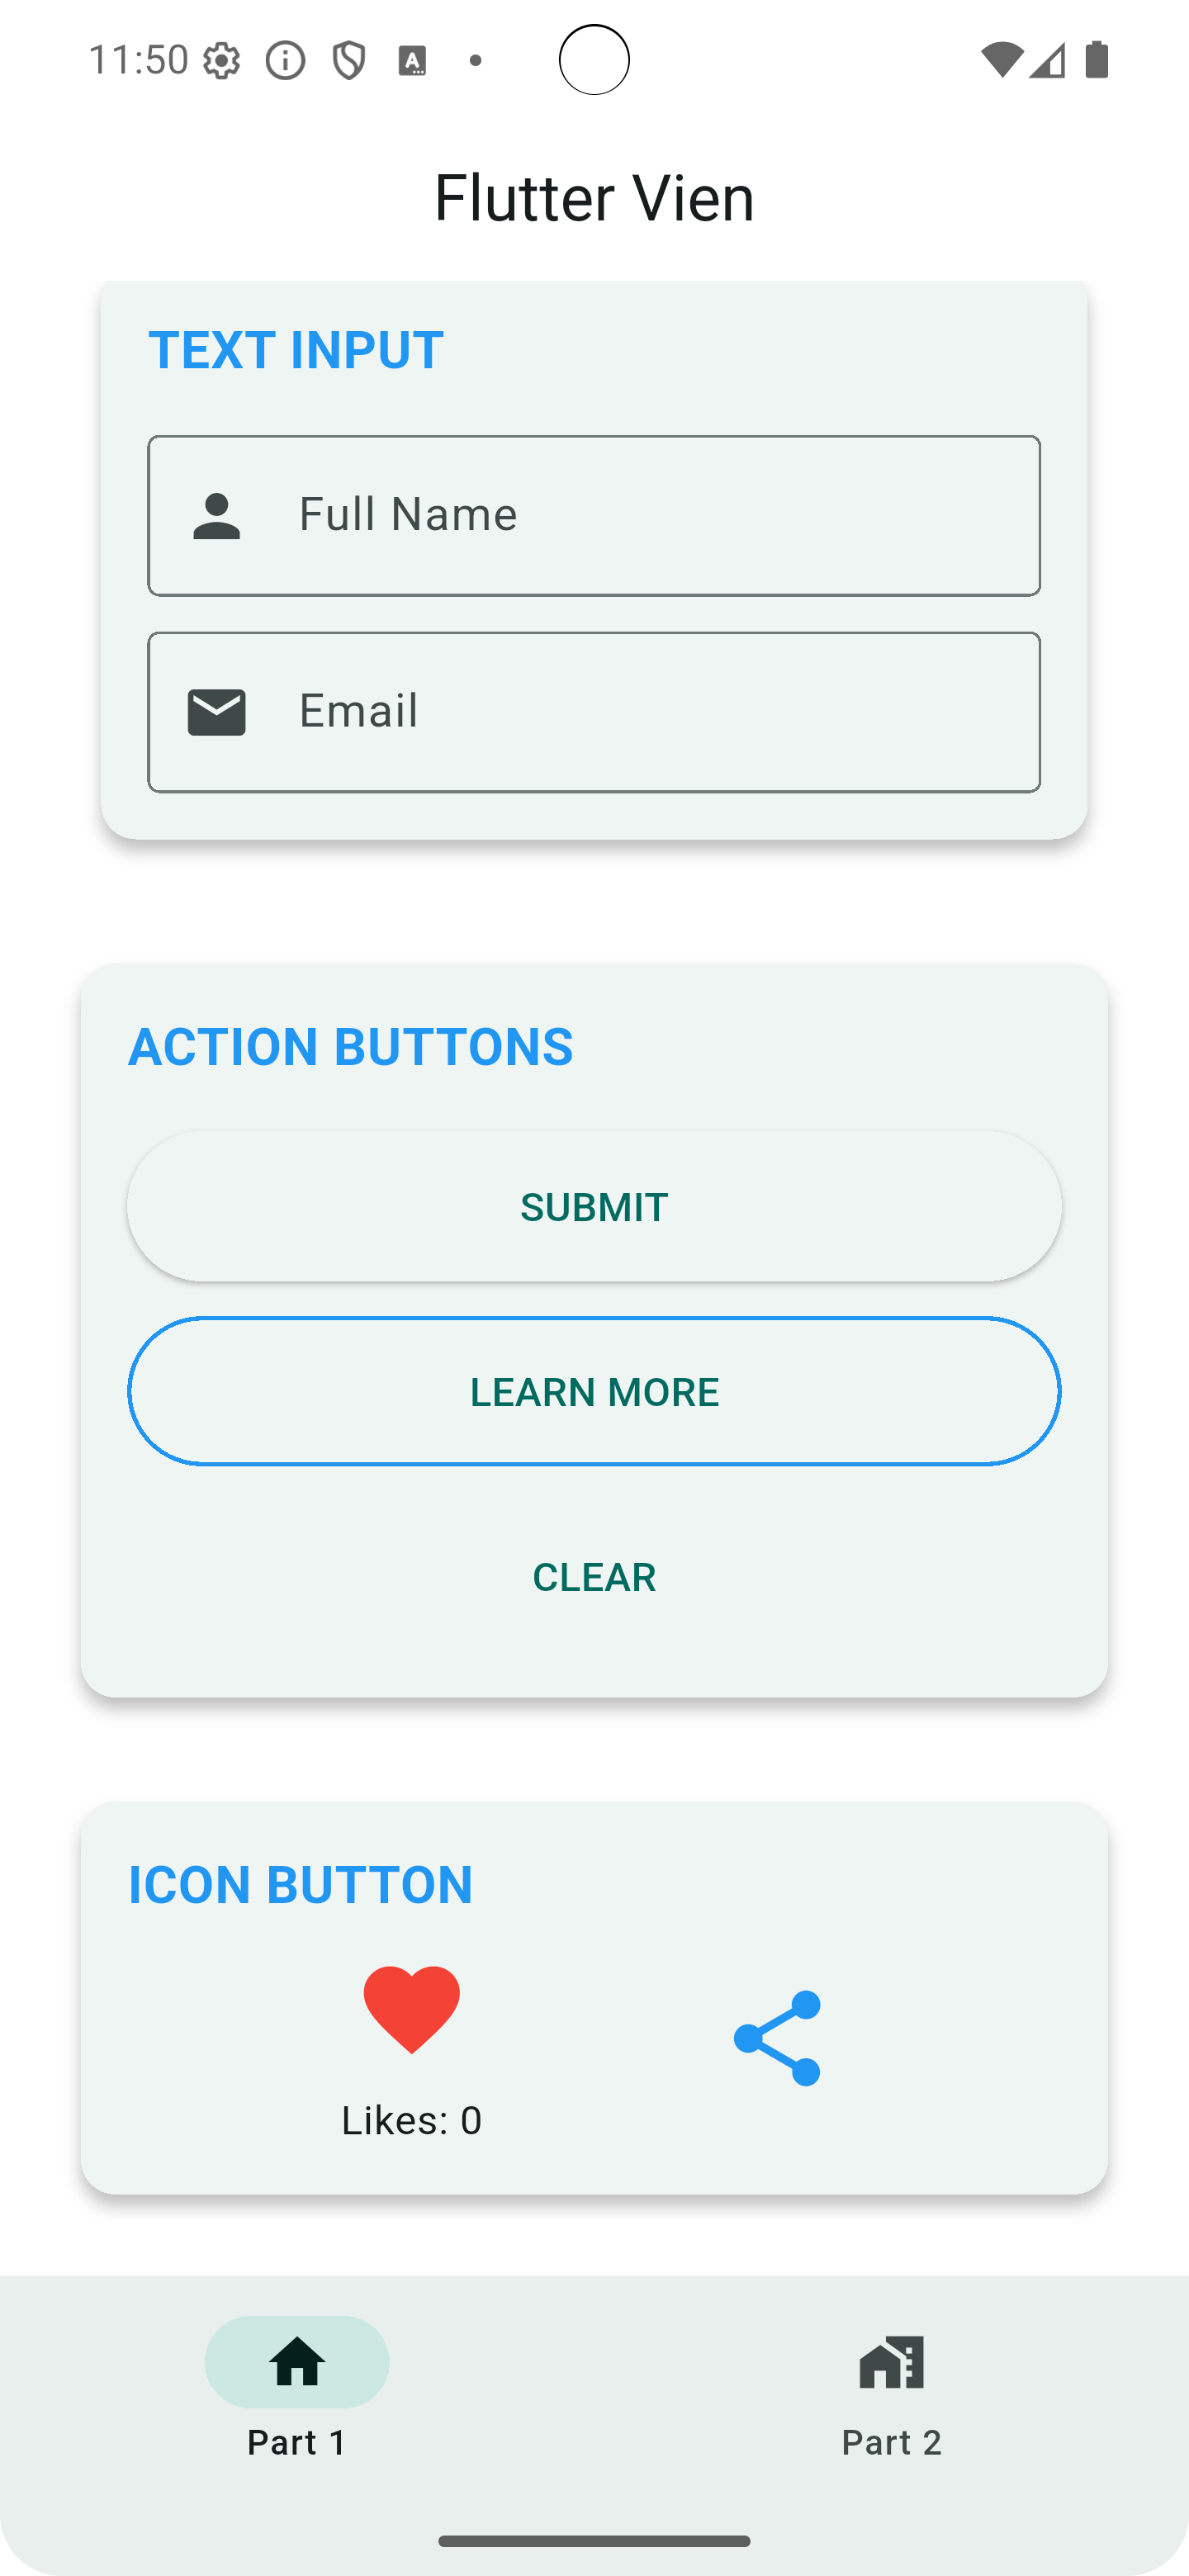 11:50
Flutter Vien
TEXT INPUT
Full Name
Email
ACTION BUTTONS
SUBMIT
LEARN MORE
CLEAR
ICON BUTTON
Likes: 0
Part 1
Part 2